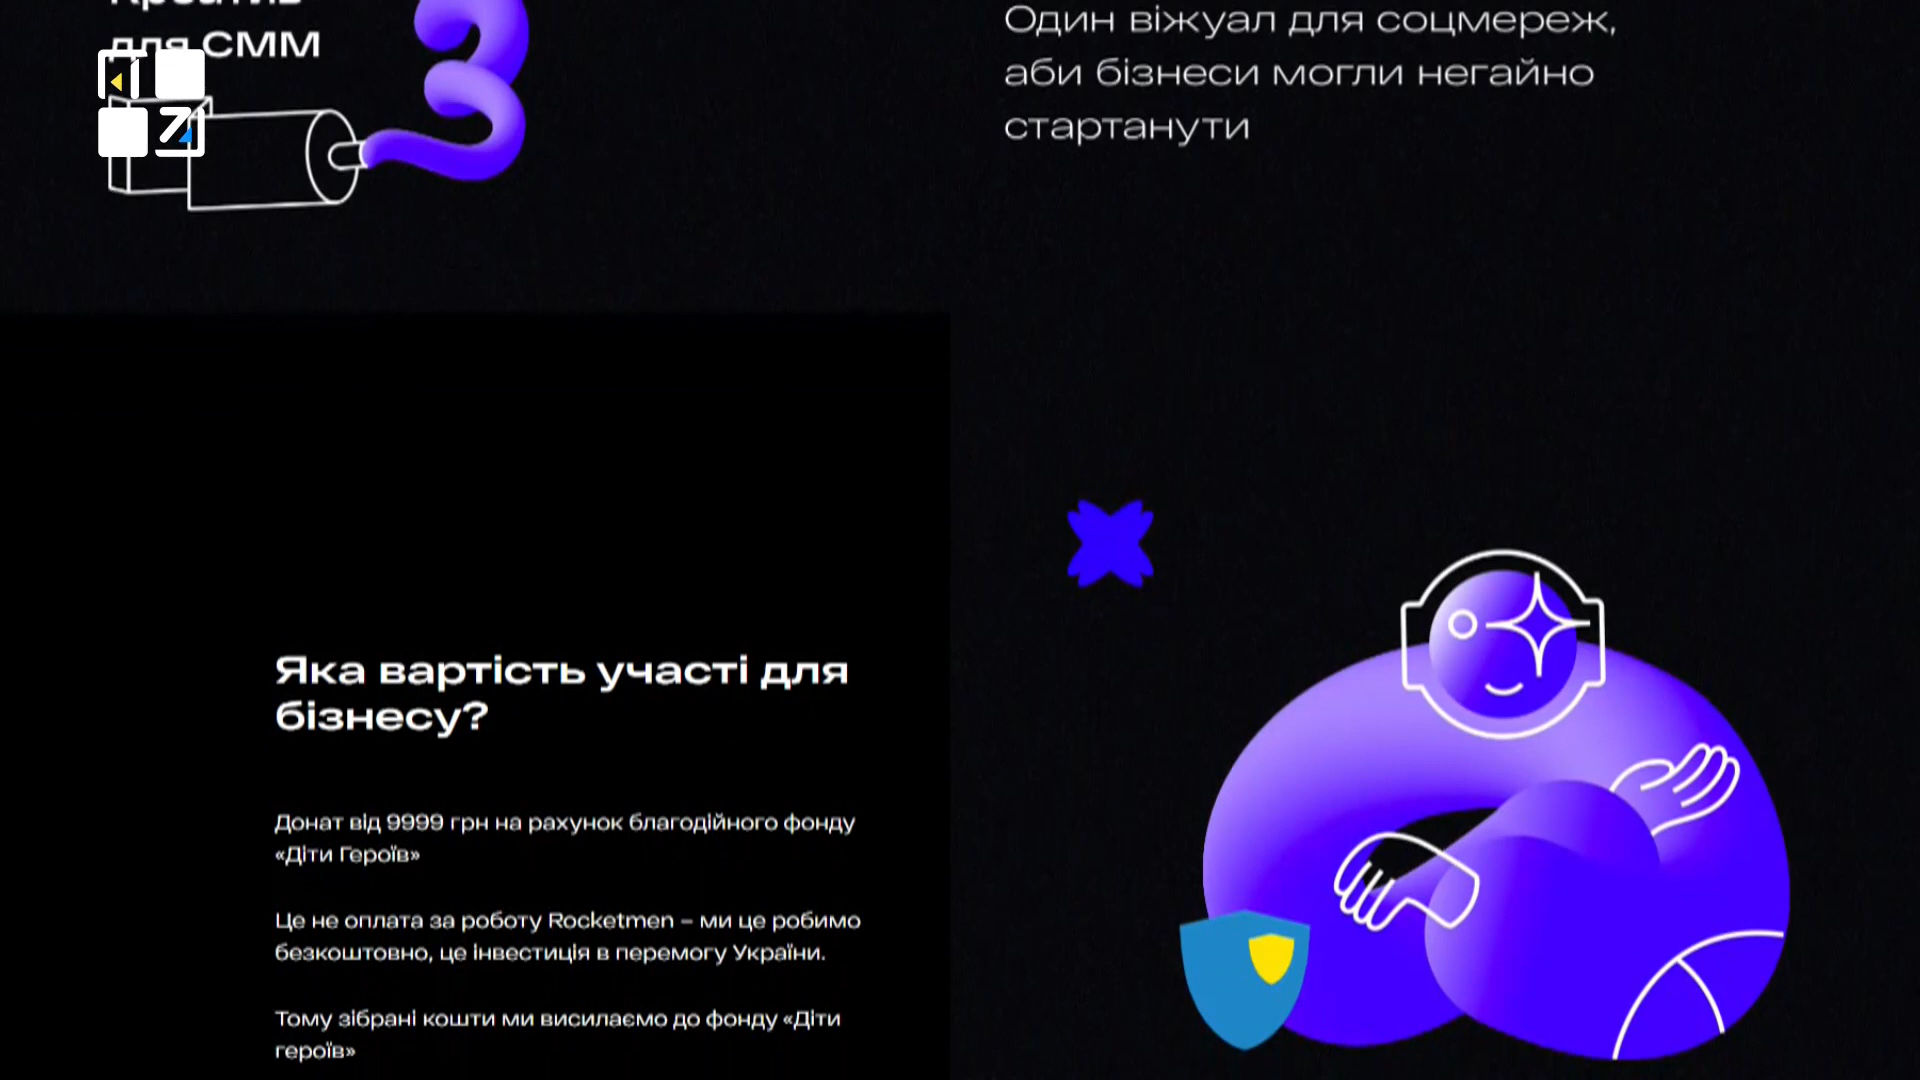 для СММ
Один віжуал для соцмереж,
аби бізнеси могли негайно
стартанути
Яка вартість участі для
бізнесу?
Донат від 9999 грн на рахунок благодійного фонду
«Діти Героїв»
Це не оплата за роботу Rocketmen – ми це робимо
безкоштовно, це інвестиція в перемогу України.
Тому зібрані кошти ми висилаємо до фонду «Діти
героїв»